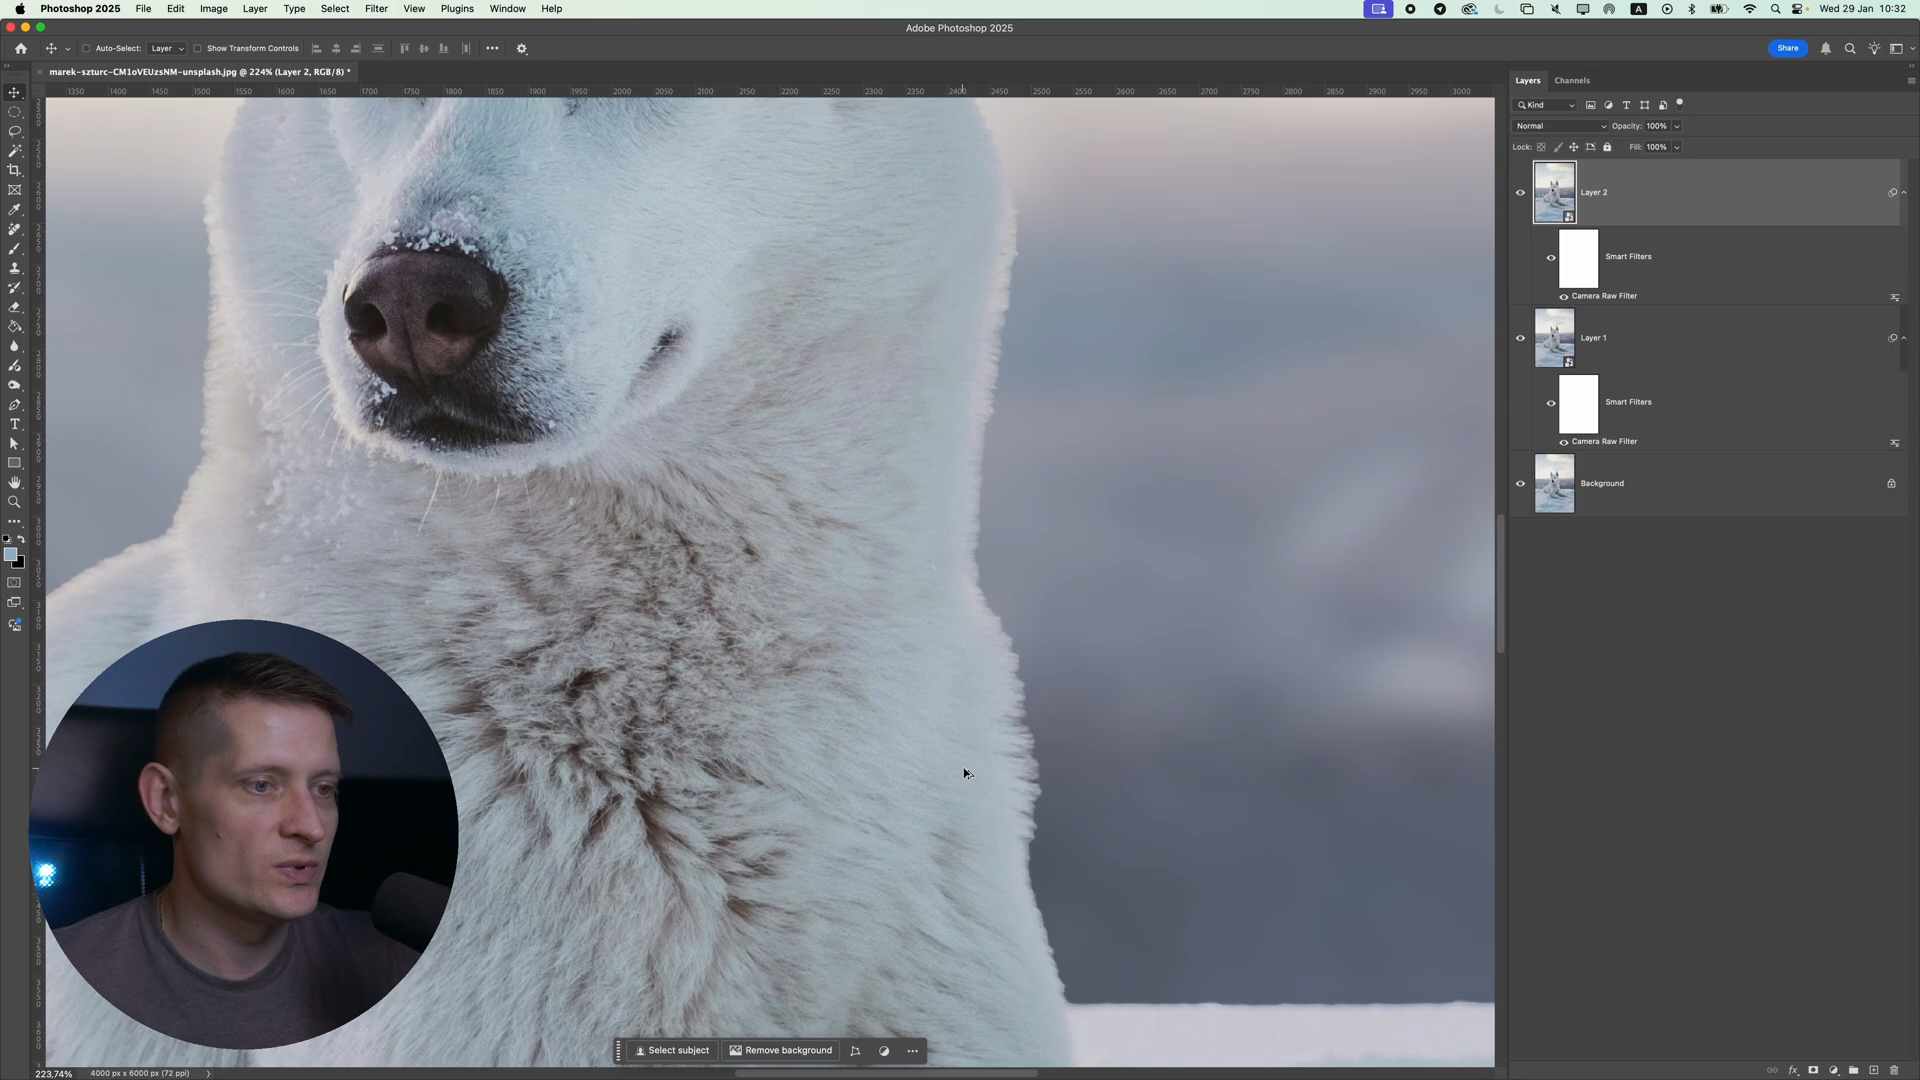 Photoshop 2025 File Edit Image Layer Type Select Filter View Plugins Window Help Wed 29 Jan 10:32
Adobe Photoshop 2025
Auto-Select: Layer Show Transform Controls Share
marek-szturc-CM1oVEUzsNM-unsplash.jpg @ 224% (Layer 2, RGB/8) *
1350 1400 1450 1500 1550 1600 1650 1700 1750 1800 1850 1900 1950 2000 2050 2100 2150 2200 2250 2300 2350 2400 2450 2500 2550 2600 2650 2700 2750 2800 2850 2900 2950 3000
Layers Channels
Kind
Normal Opacity: 100%
Lock: Fill: 100%
Layer 2
Smart Filters
Camera Raw Filter
Layer 1
Smart Filters
Camera Raw Filter
Background
Select subject Remove background
223,74% 4000 px x 6000 px (72 ppi)